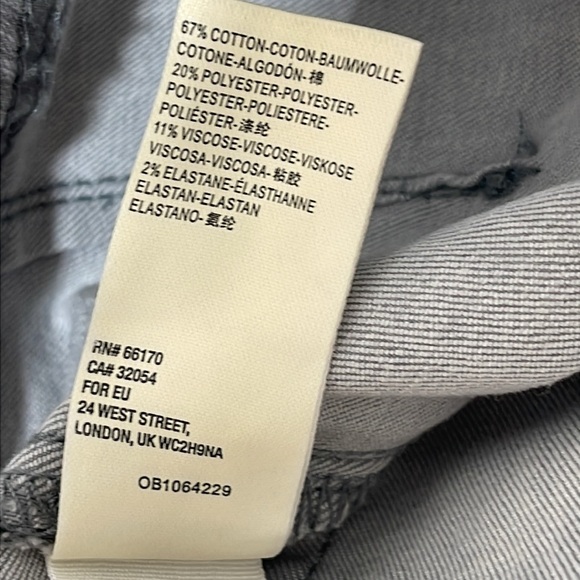 67% COTTON-COTON-BAUMWOLLE-
COTONE-ALGODÓN-棉
20% POLYESTER-POLYESTER-
POLYESTER-POLIESTERE-
POLIÉSTER-涤纶
11% VISCOSE-VISCOSE-VISKOSE
VISCOSA-VISCOSA-粘胶
2% ELASTANE-ÉLASTHANNE
ELASTAN-ELASTAN
ELASTANO-氨纶
RN# 66170
CA# 32054
FOR EU
24 WEST STREET,
LONDON, UK WC2H9NA
OB1064229